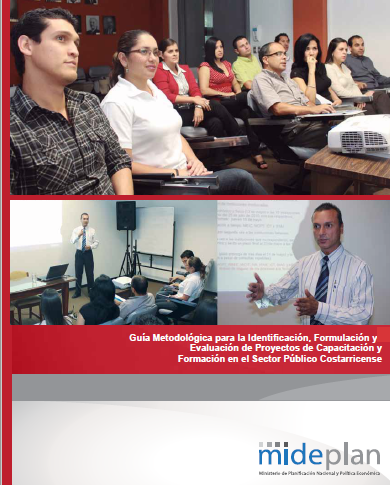 Guía Metodológica para la Identificación, Formulación y
Evaluación de Proyectos de Capacitación y
Formación en el Sector Público Costarricense
mideplan
Ministerio de Planificación Nacional y Política Económica